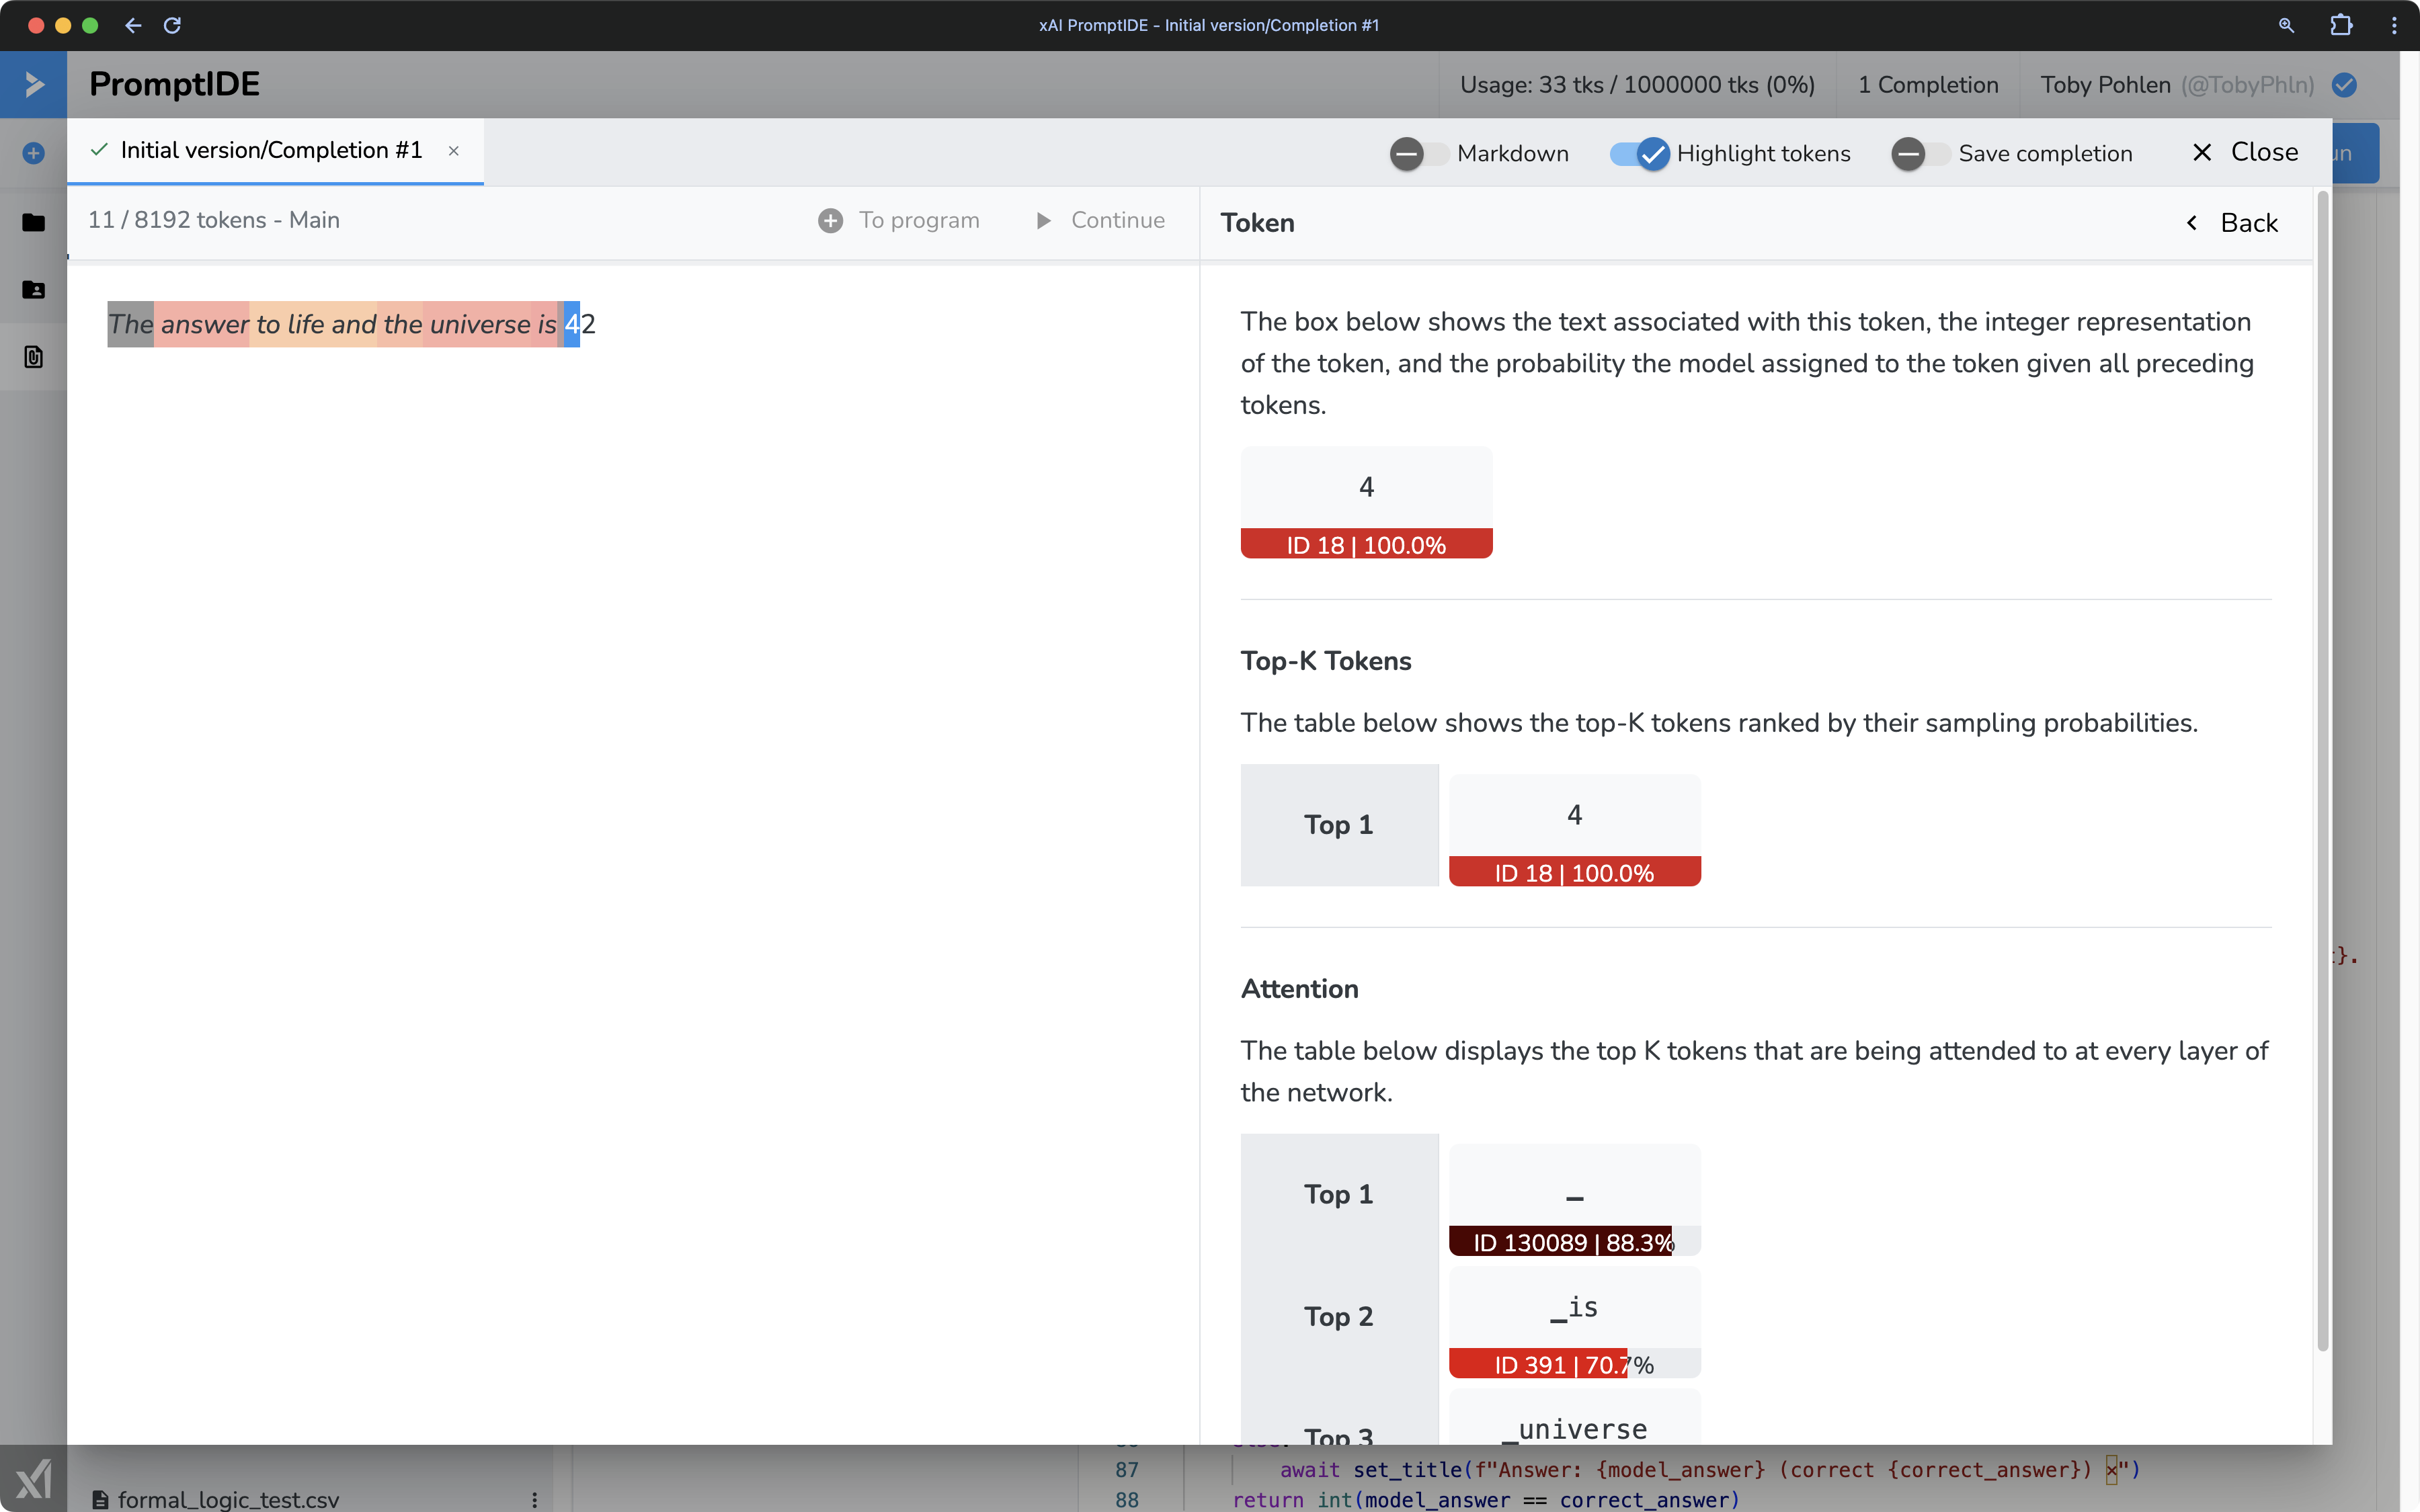 xAI PromptIDE - Initial version/Completion #1
PromptIDE
Usage: 33 tks / 1000000 tks (0%)
1 Completion
Toby Pohlen (@TobyPhln)
Initial version/Completion #1
Markdown
Highlight tokens
Save completion
Close
11 / 8192 tokens - Main
To program
Continue
Token
Back
The answer to life and the universe is 42
The box below shows the text associated with this token, the integer representation
of the token, and the probability the model assigned to the token given all preceding
tokens.
4
ID 18 | 100.0%
Top-K Tokens
The table below shows the top-K tokens ranked by their sampling probabilities.
Top 1
4
ID 18 | 100.0%
Attention
The table below displays the top K tokens that are being attended to at every layer of
the network.
Top 1
_
ID 130089 | 88.3%
Top 2
_is
ID 391 | 70.7%
Top 3
_universe
}.
87 await set_title(f"Answer: {model_answer} (correct {correct_answer}) ×")
88 return int(model_answer == correct_answer)
formal_logic_test.csv
xI